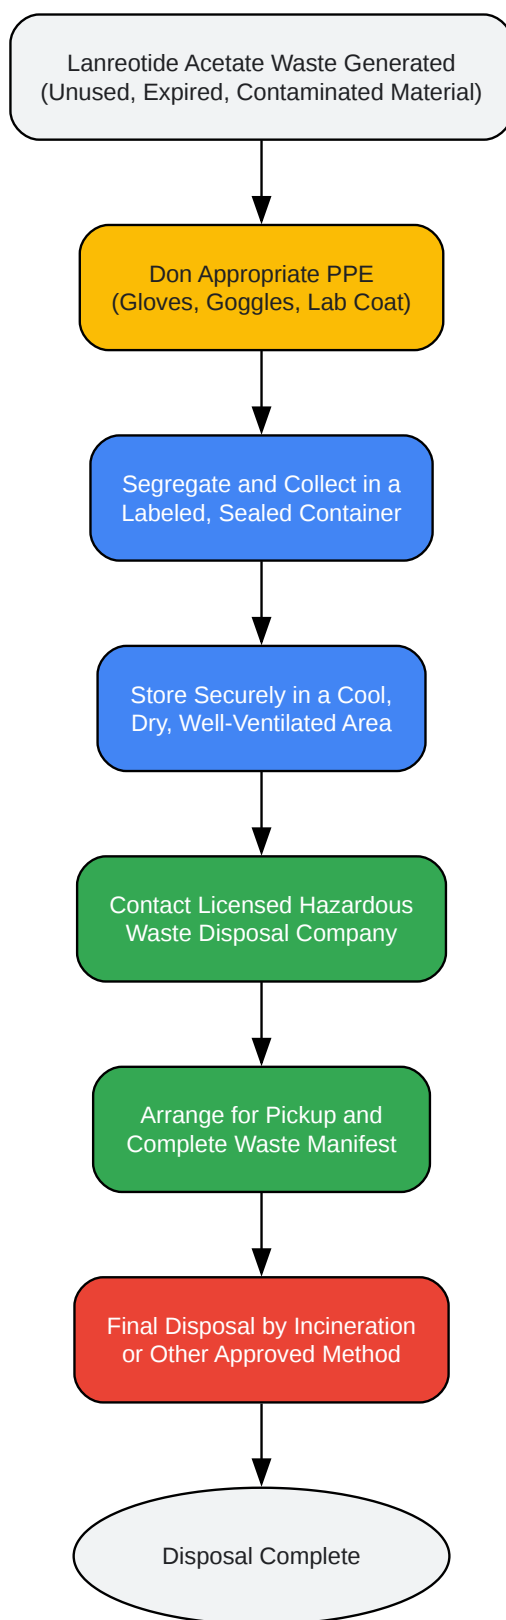 Lanreotide Acetate Waste Generated
(Unused, Expired, Contaminated Material)
Don Appropriate PPE
(Gloves, Goggles, Lab Coat)
Segregate and Collect in a
Labeled, Sealed Container
Store Securely in a Cool,
Dry, Well-Ventilated Area
Contact Licensed Hazardous
Waste Disposal Company
Arrange for Pickup and
Complete Waste Manifest
Final Disposal by Incineration
or Other Approved Method
Disposal Complete